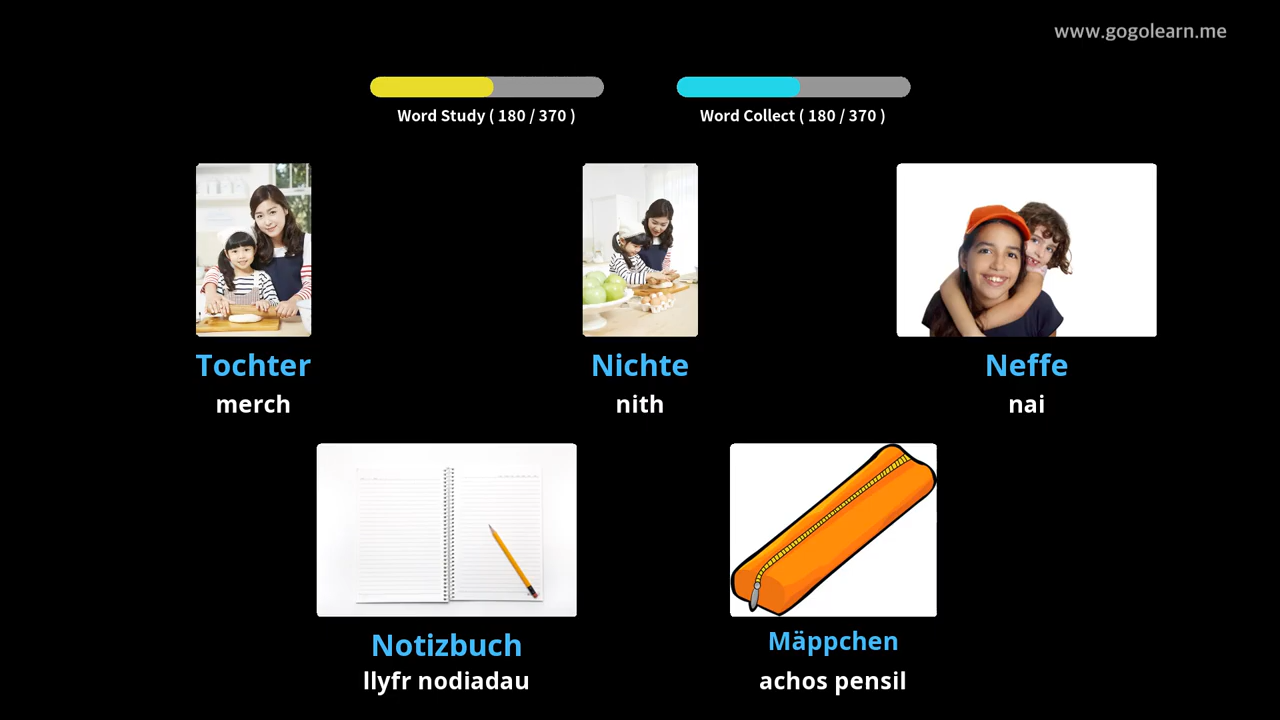 www.gogolearn.me
Word Study ( 180 / 370 )
Word Collect ( 180 / 370 )
Tochter
merch
Nichte
nith
Neffe
nai
Notizbuch
llyfr nodiadau
Mäppchen
achos pensil